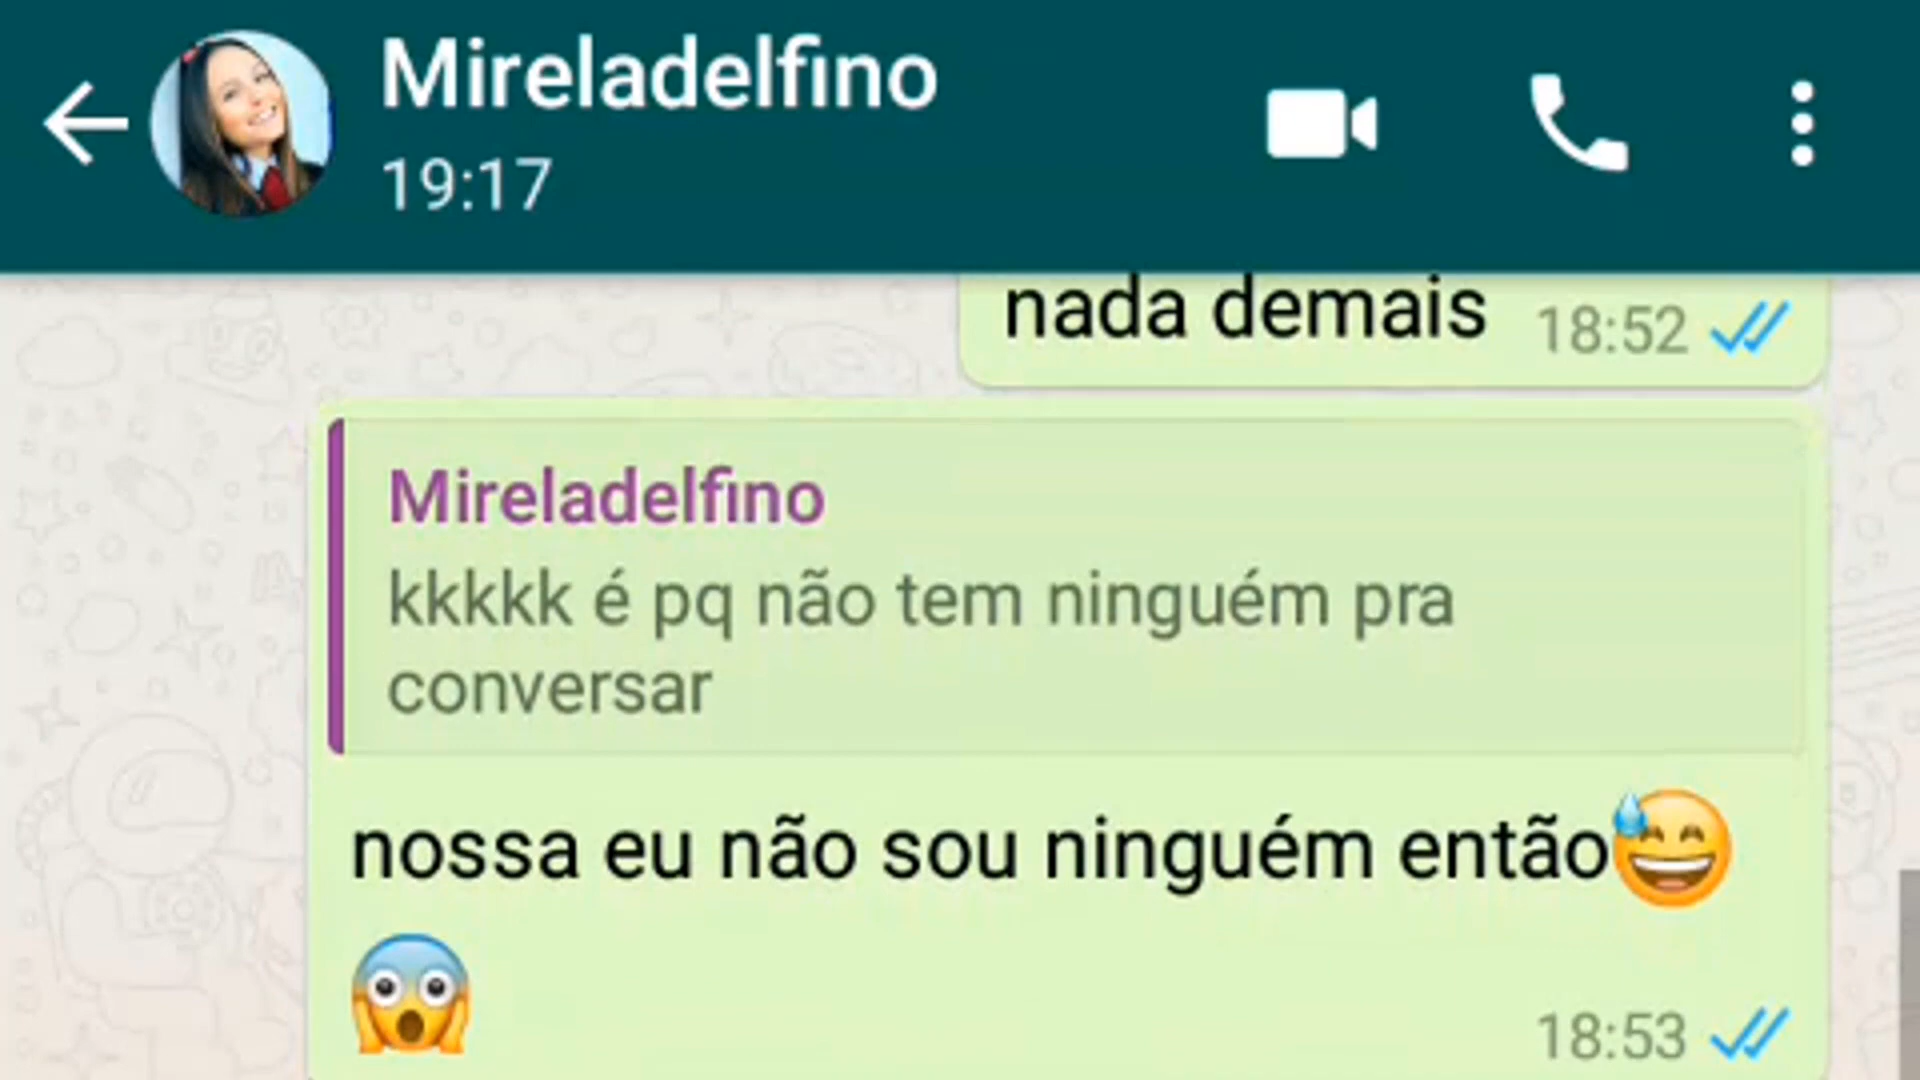 Mireladelfino
19:17
nada demais 18:52
Mireladelfino
kkkkk é pq não tem ninguém pra
conversar
nossa eu não sou ninguém então😅
😱
18:53